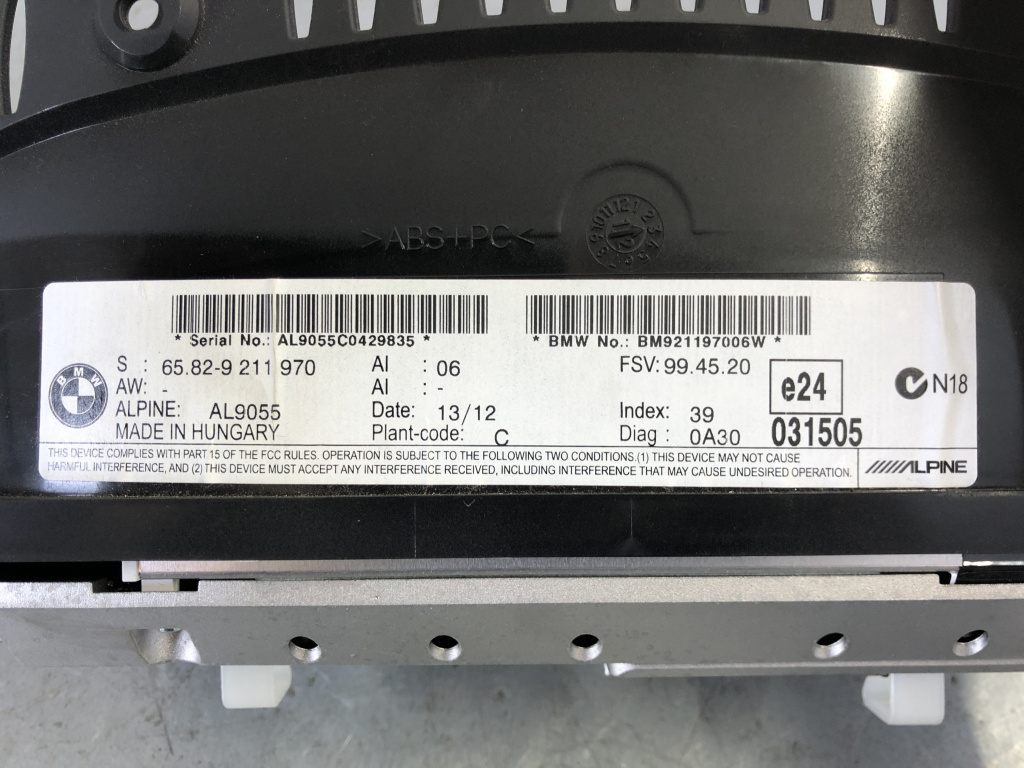 >ABS+PC<
* Serial No.: AL9055C0429835 *
* BMW No.: BM921197006W *
BMW
S : 65.82-9 211 970 AI : 06 FSV: 99.45.20
AW: - AI : -
ALPINE: AL9055 Date: 13/12 Index: 39
MADE IN HUNGARY Plant-code: C Diag : 0A30
e24
031505
N18
THIS DEVICE COMPLIES WITH PART 15 OF THE FCC RULES. OPERATION IS SUBJECT TO THE FOLLOWING TWO CONDITIONS.(1) THIS DEVICE MAY NOT CAUSE
HARMFUL INTERFERENCE, AND (2) THIS DEVICE MUST ACCEPT ANY INTERFERENCE RECEIVED, INCLUDING INTERFERENCE THAT MAY CAUSE UNDESIRED OPERATION.
ALPINE